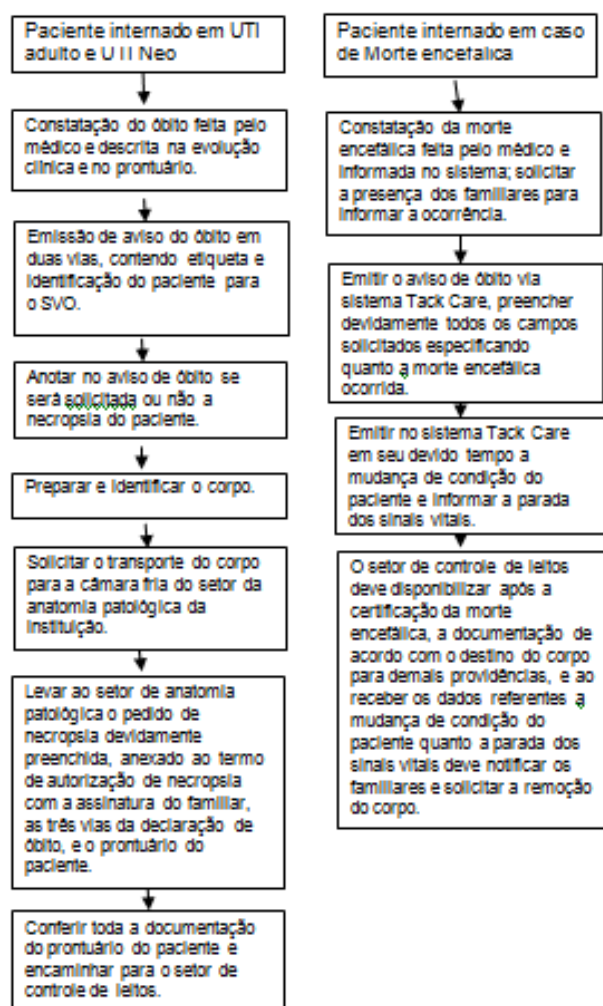 Paciente internado em UTI
adulto e U I I Neo
Constatação do óbito feita pelo
médico e descrita na evolução
clínica e no prontuário.
Emissão de aviso do óbito em
duas vias, contendo etiqueta e
identificação do paciente para
o SVO.
Anotar no aviso de óbito se
será solicitada ou não a
necropsia do paciente.
Preparar e identificar o corpo.
Solicitar o transporte do corpo
para a câmara fria do setor da
anatomia patológica da
instituição.
Levar ao setor de anatomia
patológica o pedido de
necropsia devidamente
preenchida, anexado ao termo
de autorização de necropsia
com a assinatura do familiar,
as três vias da declaração de
óbito, e o prontuário do
paciente.
Conferir toda a documentação
do prontuário do paciente e
encaminhar para o setor de
controle de leitos.
Paciente internado em caso
de Morte encefálica
Constatação da morte
encefálica feita pelo médico e
informada no sistema; solicitar
a presença dos familiares para
informar a ocorrência.
Emitir o aviso de óbito via
sistema Tack Care, preencher
devidamente todos os campos
solicitados especificando
quanto a morte encefálica
ocorrida.
Emitir no sistema Tack Care
em seu devido tempo a
mudança de condição do
paciente e informar a parada
dos sinais vitais.
O setor de controle de leitos
deve disponibilizar após a
certificação da morte
encefálica, a documentação de
acordo com o destino do corpo
para demais providências, e ao
receber os dados referentes a
mudança de condição do
paciente quanto a parada dos
sinais vitais deve notificar os
familiares e solicitar a remoção
do corpo.